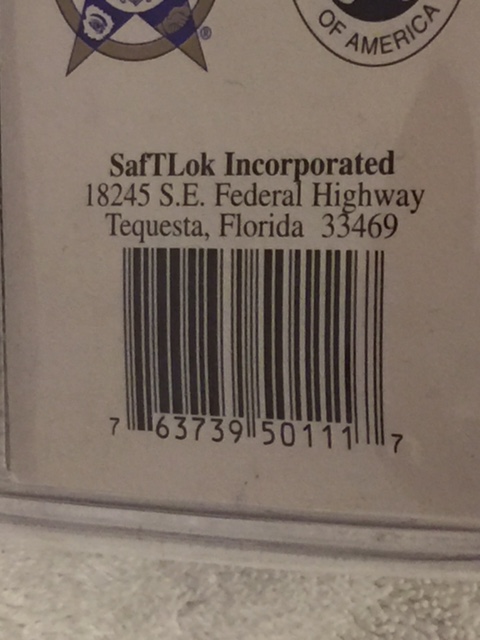 ®
OF AMERICA
SafTLok Incorporated
18245 S.E. Federal Highway
Tequesta, Florida 33469
7 63739 50111 7